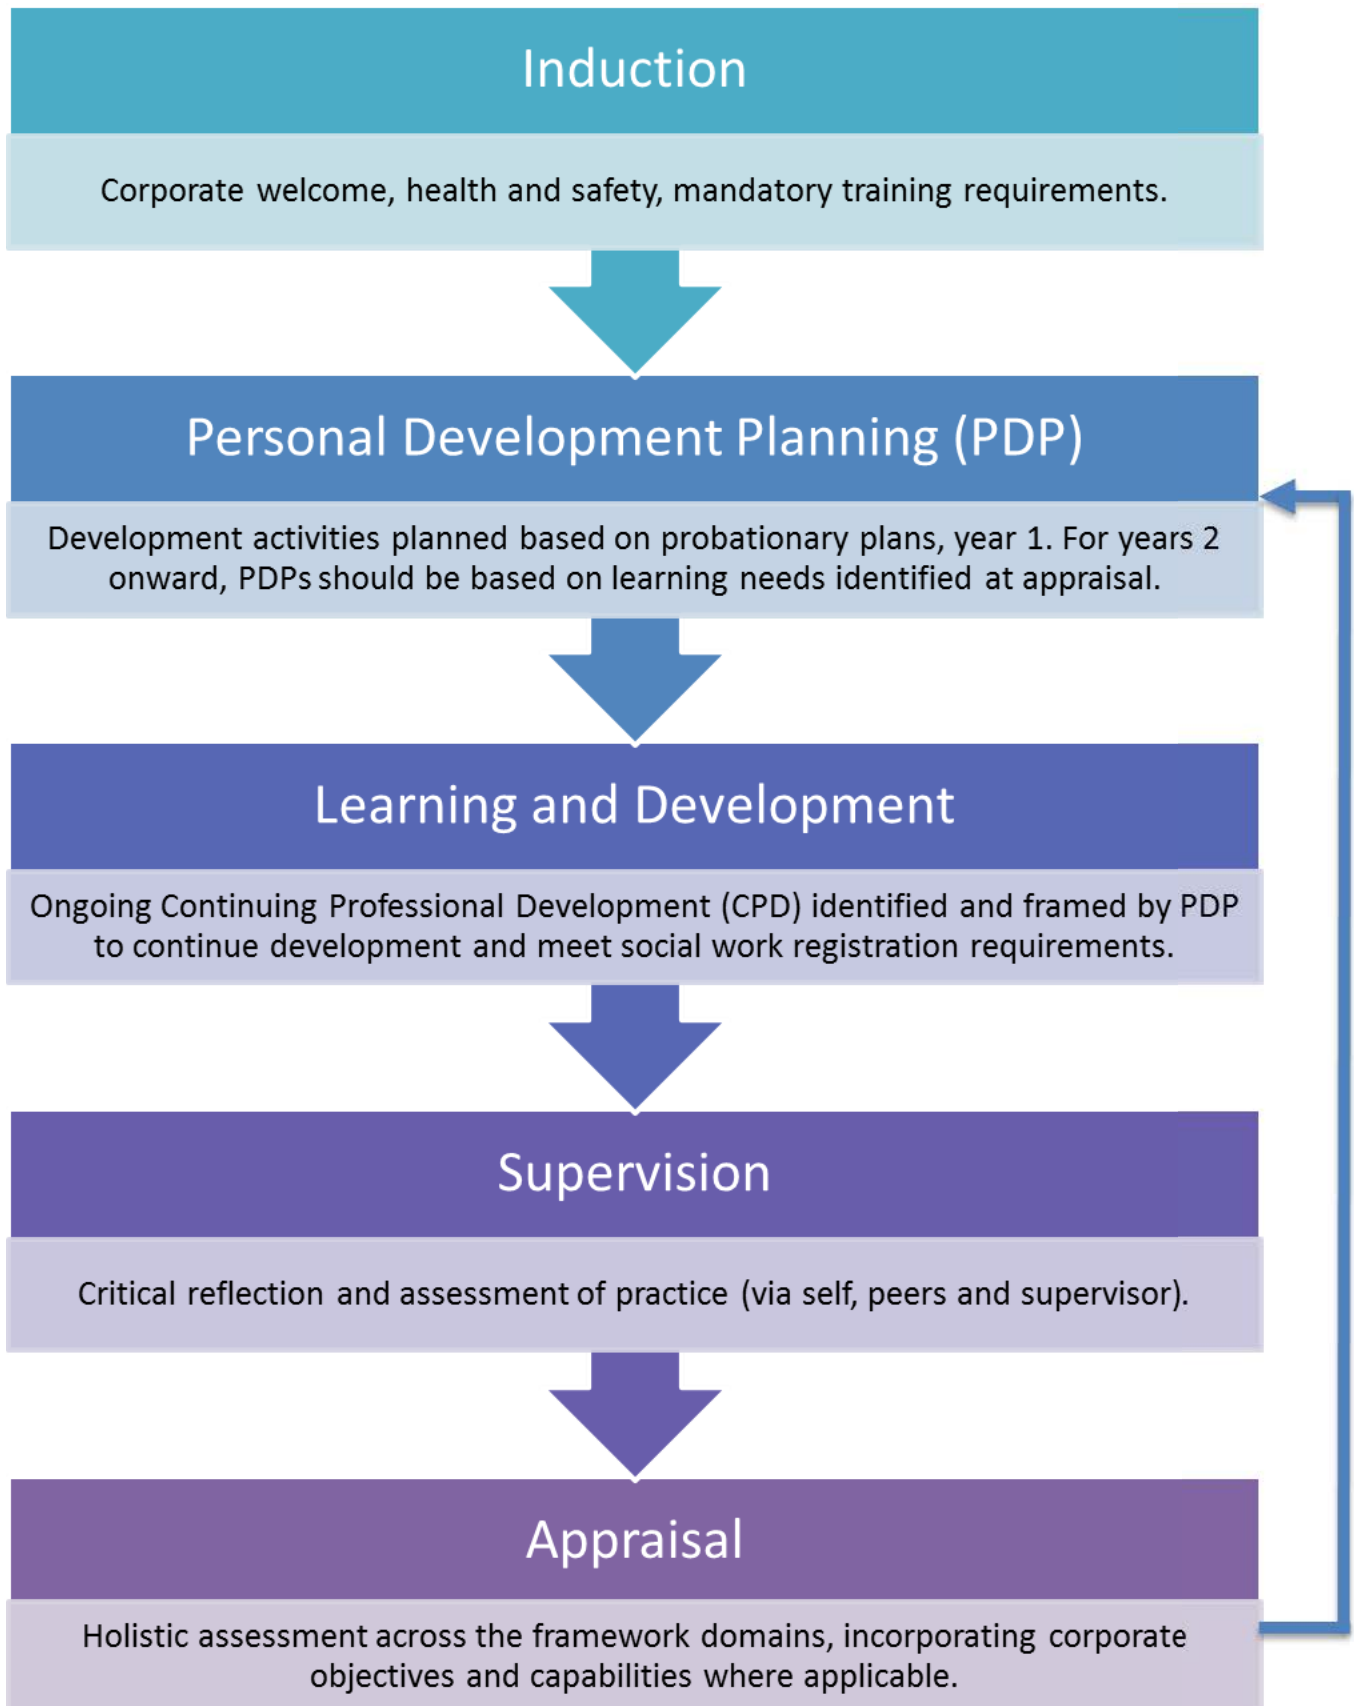 Induction
Corporate welcome, health and safety, mandatory training requirements.
Personal Development Planning (PDP)
Development activities planned based on probationary plans, year 1. For years 2
onward, PDPs should be based on learning needs identified at appraisal.
Learning and Development
Ongoing Continuing Professional Development (CPD) identified and framed by PDP
to continue development and meet social work registration requirements.
Supervision
Critical reflection and assessment of practice (via self, peers and supervisor).
Appraisal
Holistic assessment across the framework domains, incorporating corporate
objectives and capabilities where applicable.